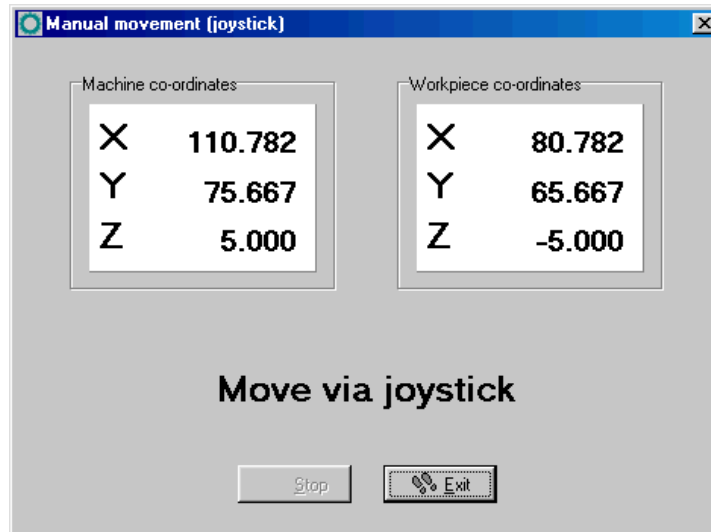 Manual movement (joystick)
Machine co-ordinates
X 110.782
Y 75.667
Z 5.000
Workpiece co-ordinates
X 80.782
Y 65.667
Z -5.000
Move via joystick
Stop
Exit